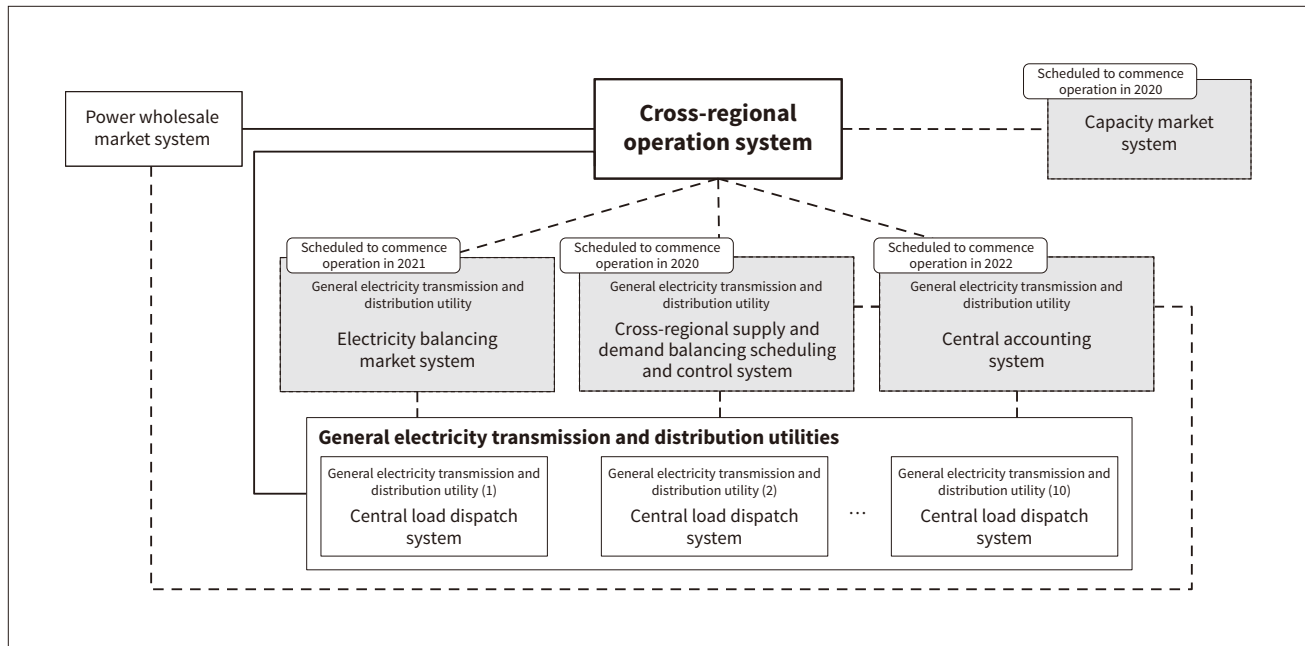 Scheduled to commence
operation in 2020
Power wholesale
market system
Cross-regional
operation system
Capacity market
system
Scheduled to commence
operation in 2021
General electricity transmission and
distribution utility
Electricity balancing
market system
Scheduled to commence
operation in 2020
General electricity transmission and
distribution utility
Cross-regional supply and
demand balancing scheduling
and control system
Scheduled to commence
operation in 2022
General electricity transmission and
distribution utility
Central accounting
system
General electricity transmission and distribution utilities
General electricity transmission and
distribution utility (1)
Central load dispatch
system
General electricity transmission and
distribution utility (2)
Central load dispatch
system
…
General electricity transmission and
distribution utility (10)
Central load dispatch
system